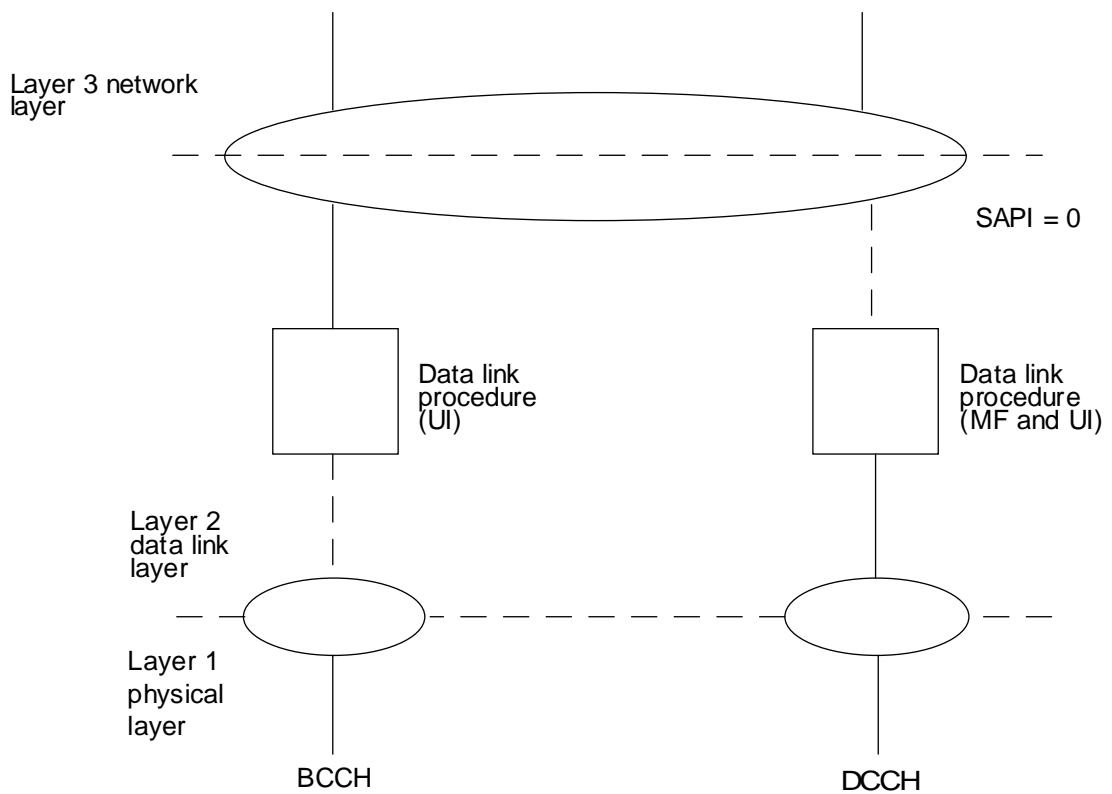 Layer 3 network
layer
SAPI = 0
Data link
procedure
(UI)
Data link
procedure
(MF and UI)
Layer 2
data link
layer
Layer 1
physical
layer
BCCH
DCCH